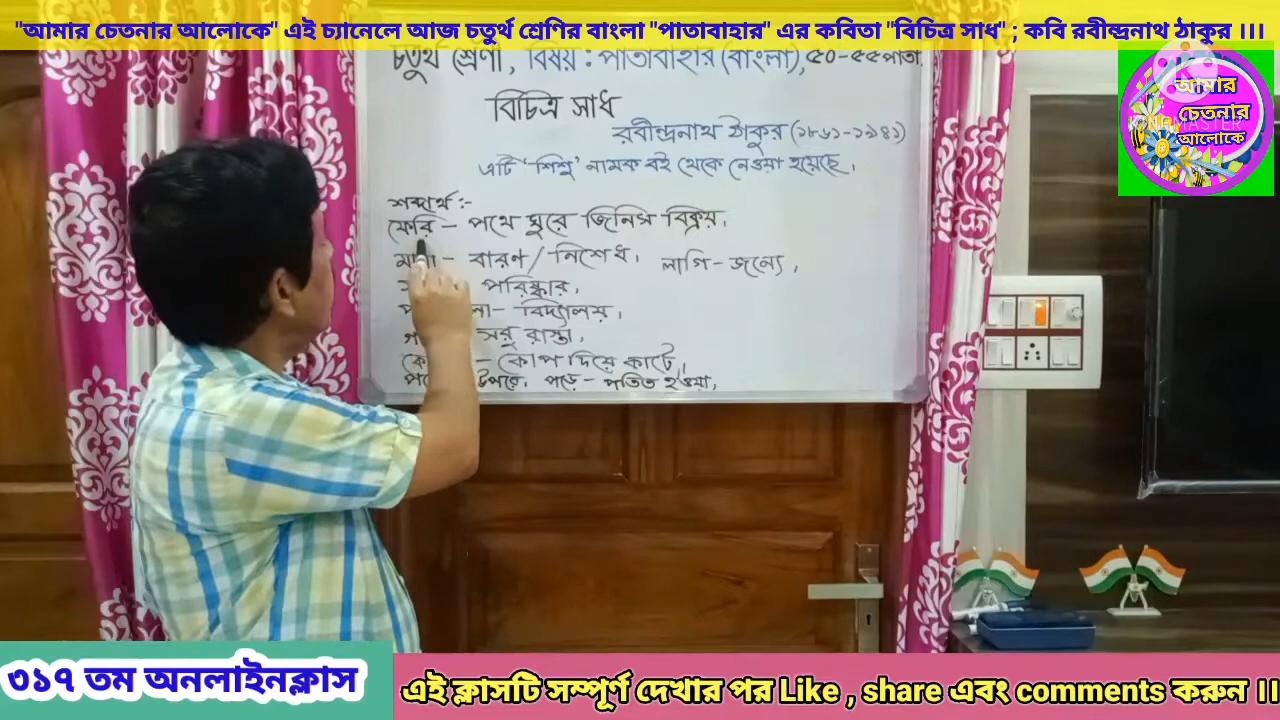 "আমার চেতনার আলোকে" এই চ্যানেলে আজ চতুর্থ শ্রেণির বাংলা "পাতাবাহার" এর কবিতা "বিচিত্র সাধ" ; কবি রবীন্দ্রনাথ ঠাকুর ।।।
আমার
চেতনার
আলোকে
চতুর্থ শ্রেণী, বিষয় : পাতাবাহার (বাংলা), ৫০-৫৫ পাতা.
বিচিত্র সাধ
রবীন্দ্রনাথ ঠাকুর (১৮৬১-১৯৪১)
এটি 'শিশু' নামক বই থেকে নেওয়া হয়েছে,
শব্দার্থ :-
ফেরি - পথে ঘুরে জিনিস বিক্রয়,
- বারণ / নিশেধ, লাগি - জন্যে,
পরিষ্কার,
- বিদ্যালয়,
সরু রাস্তা,
- কোপ দিয়ে কাটে,
পড়ে - পতিত হওয়া,
৩১৭ তম অনলাইনক্লাস
এই ক্লাসটি সম্পূর্ণ দেখার পর Like , share এবং comments করুন ।।